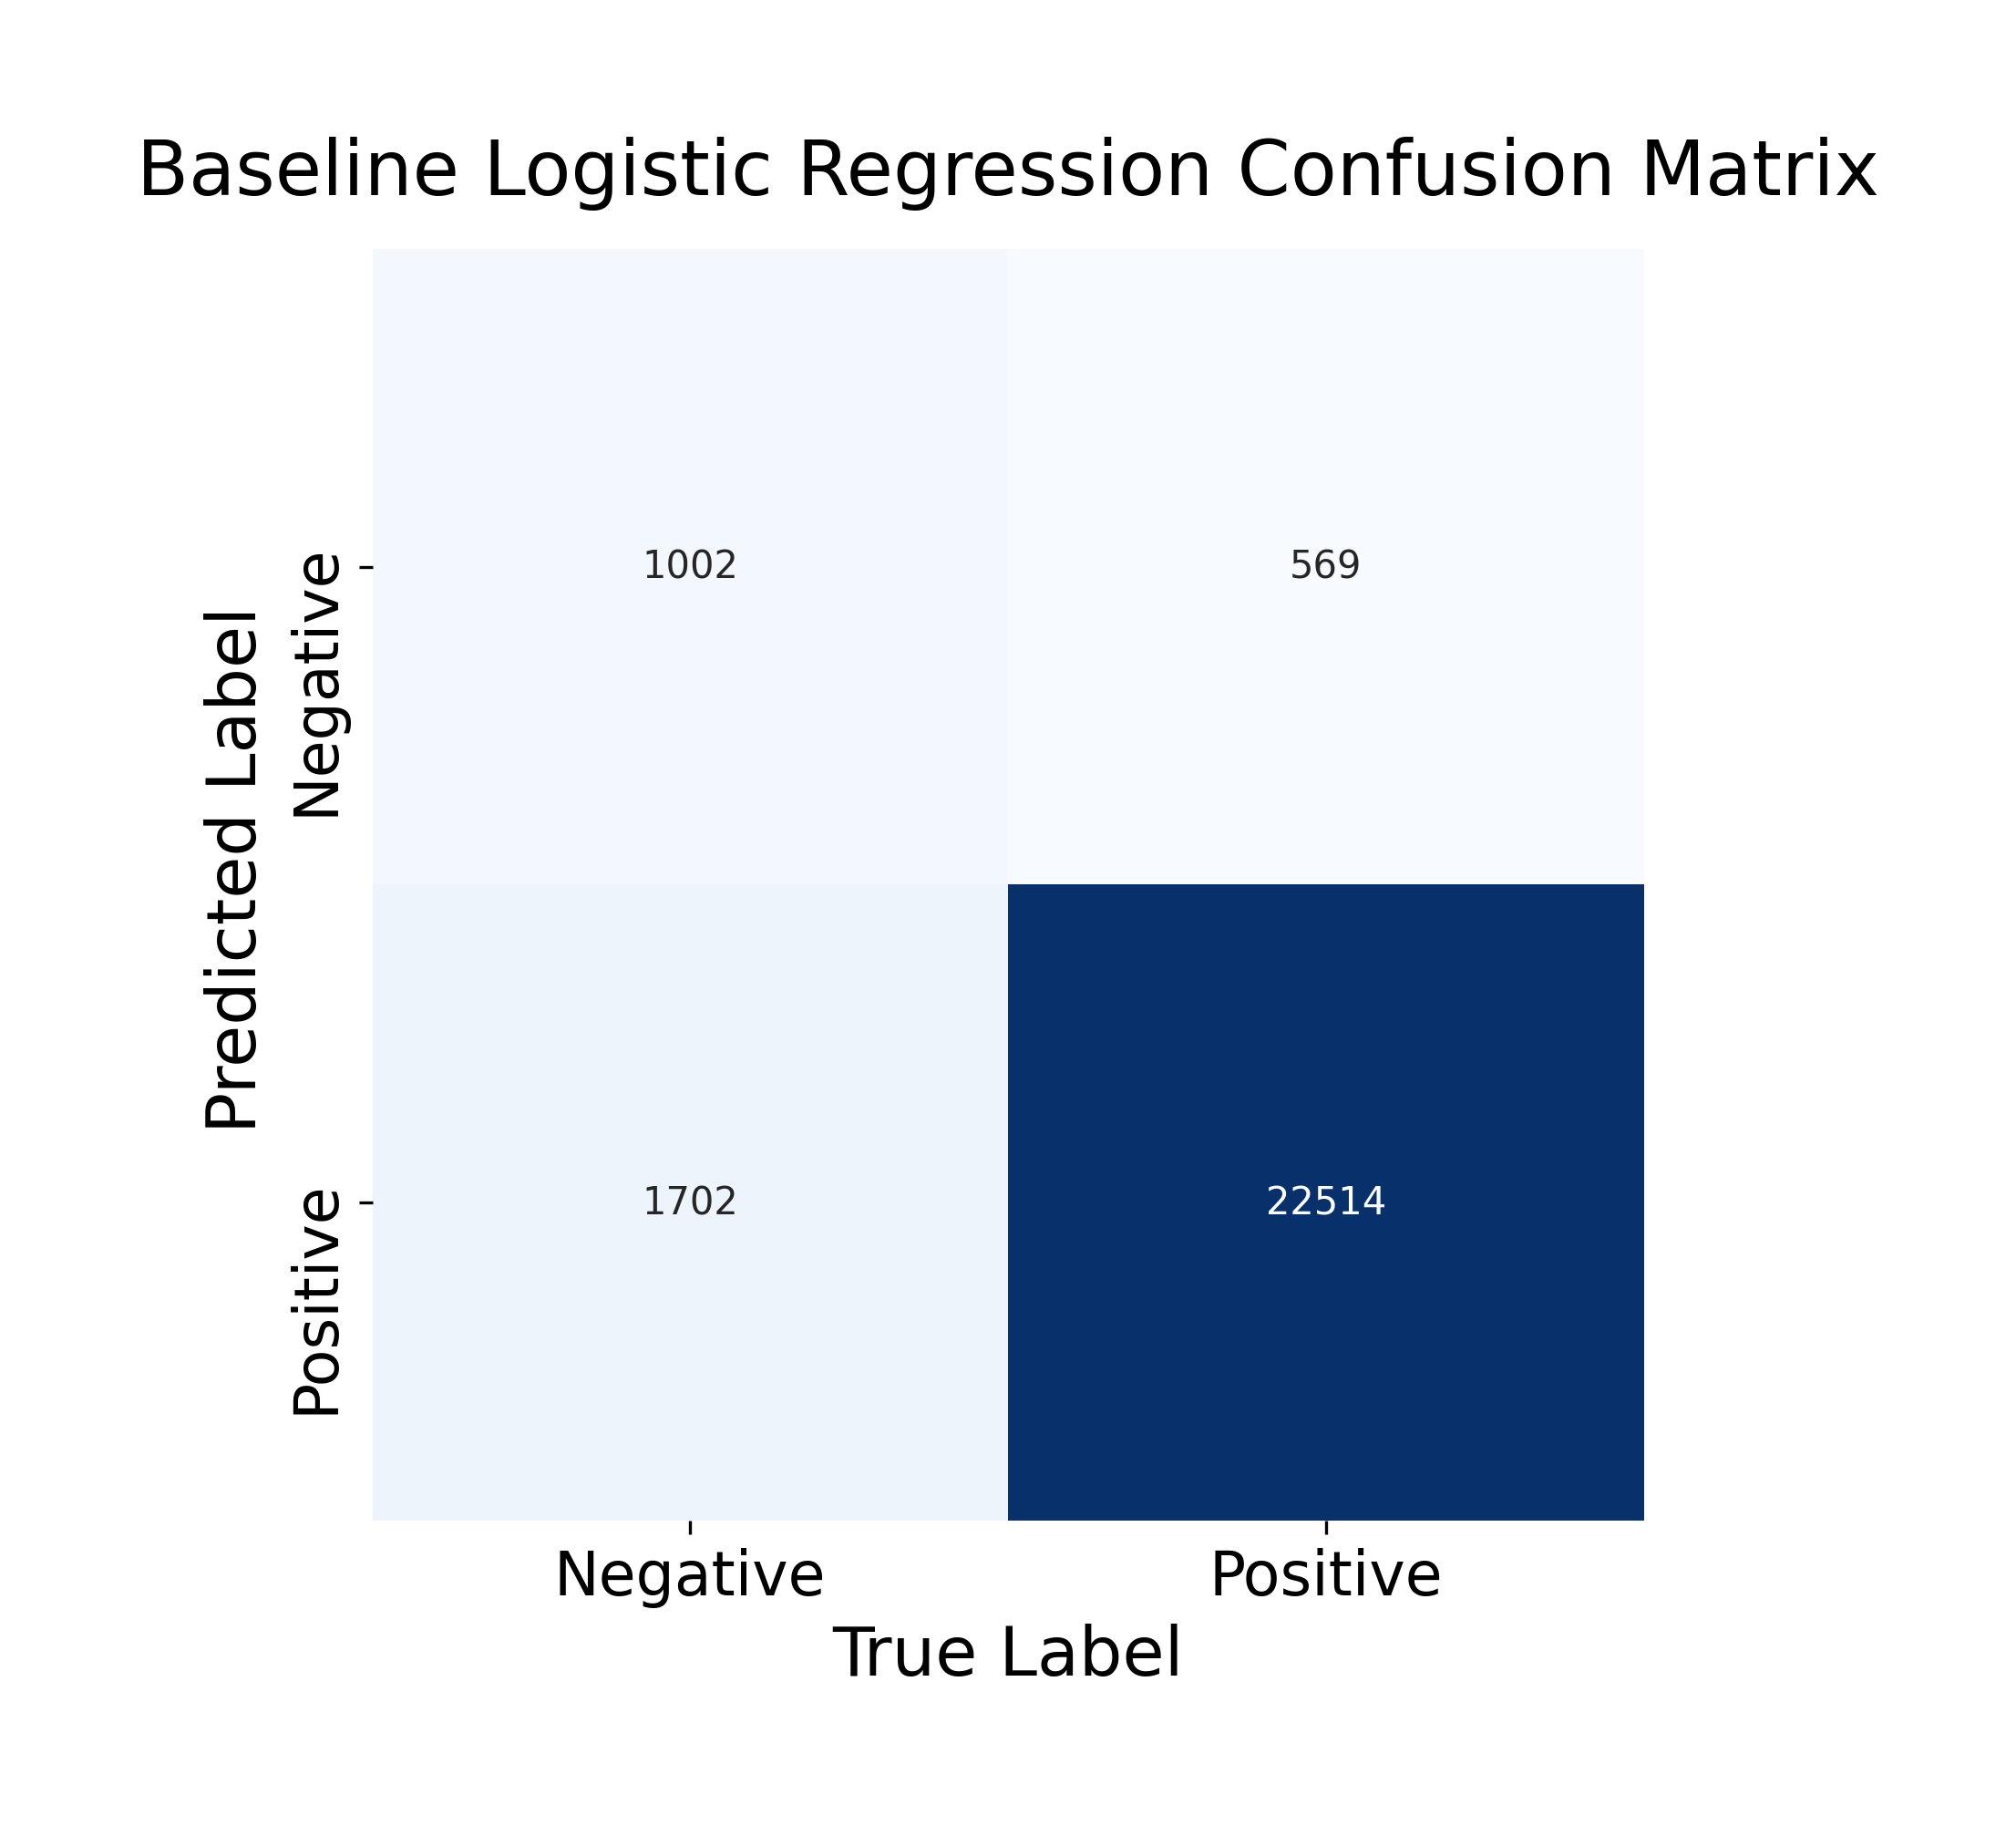 Baseline Logistic Regression Confusion Matrix
Predicted Label
Negative
1002 569
Positive
1702 22514
Negative Positive
True Label